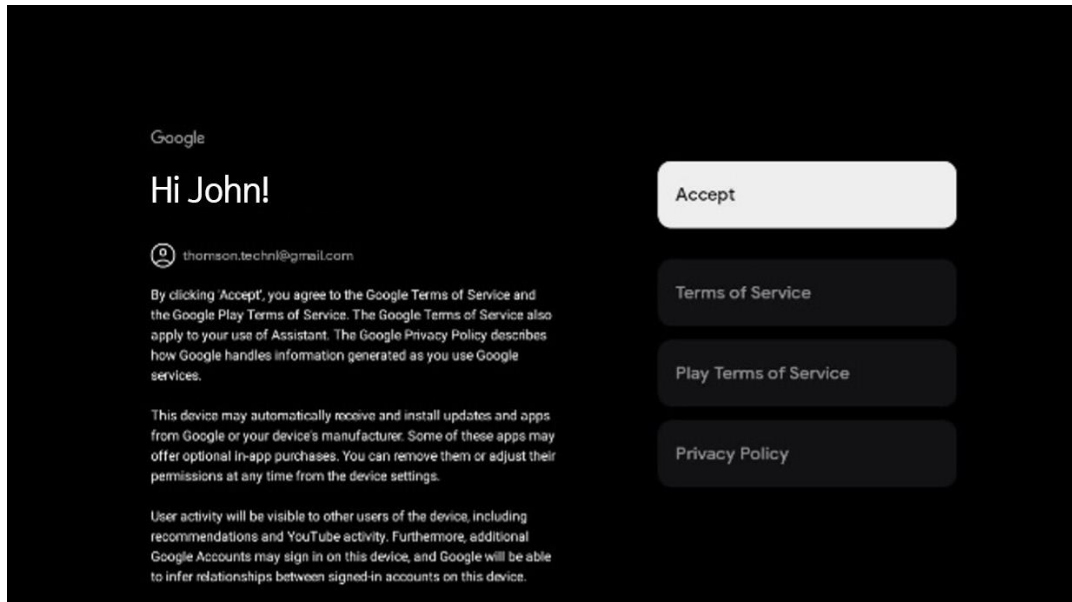 Google
Hi John!
thomson.technl@gmail.com
By clicking 'Accept', you agree to the Google Terms of Service and
the Google Play Terms of Service. The Google Terms of Service also
apply to your use of Assistant. The Google Privacy Policy describes
how Google handles information generated as you use Google
services.
This device may automatically receive and install updates and apps
from Google or your device's manufacturer. Some of these apps may
offer optional in-app purchases. You can remove them or adjust their
permissions at any time from the device settings.
User activity will be visible to other users of the device, including
recommendations and YouTube activity. Furthermore, additional
Google Accounts may sign in on this device, and Google will be able
to infer relationships between signed-in accounts on this device.
Accept
Terms of Service
Play Terms of Service
Privacy Policy